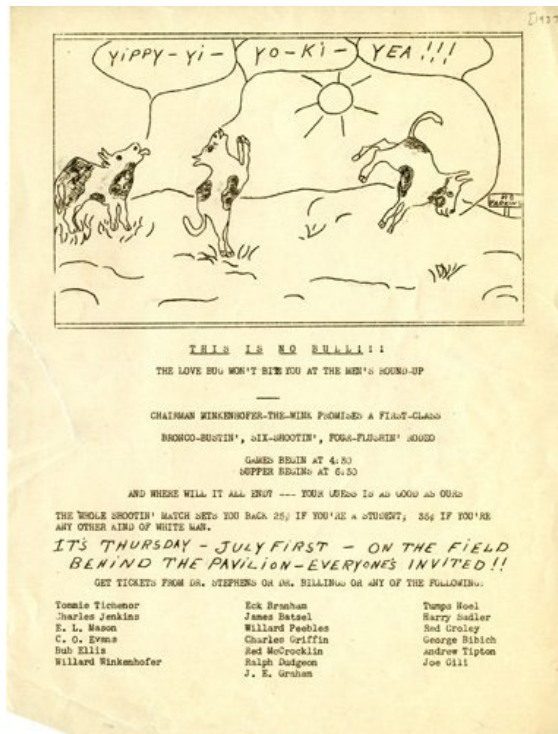 [1937
YIPPY-YI- YO-KI- YEA!!!
NO PARKING
THIS IS NO BULL!!!
THE LOVE BUG WON'T BITE YOU AT THE MEN'S ROUND-UP
CHAIRMAN WINKENHOFER-THE-WINK PROMISES A FIRST-CLASS
BRONCO-BUSTIN', SIX-SHOOTIN', FOUR-FLUSHIN' RODEO
GAMES BEGIN AT 4:30
SUPPER BEGINS AT 6:30
AND WHERE WILL IT ALL END? --- YOUR GUESS IS AS GOOD AS OURS
THE WHOLE SHOOTIN' MATCH SETS YOU BACK 25¢ IF YOU'RE A STUDENT; 35¢ IF YOU'RE
ANY OTHER KIND OF WHITE MAN.
IT'S THURSDAY - JULY FIRST - ON THE FIELD
BEHIND THE PAVILION-EVERYONE'S INVITED!!
GET TICKETS FROM DR. STEPHENS OR DR. BILLINGS OR ANY OF THE FOLLOWING:
Tommie Tichenor Eck Branham Tumps Noel
Charles Jenkins James Batsel Harry Sadler
E. L. Mason Willard Peebles Red Croley
C. O. Evans Charles Griffin George Bibich
Bub Ellis Red McCrocklin Andrew Tipton
Willard Winkenhofer Ralph Dudgeon Joe Gili
J. E. Graham